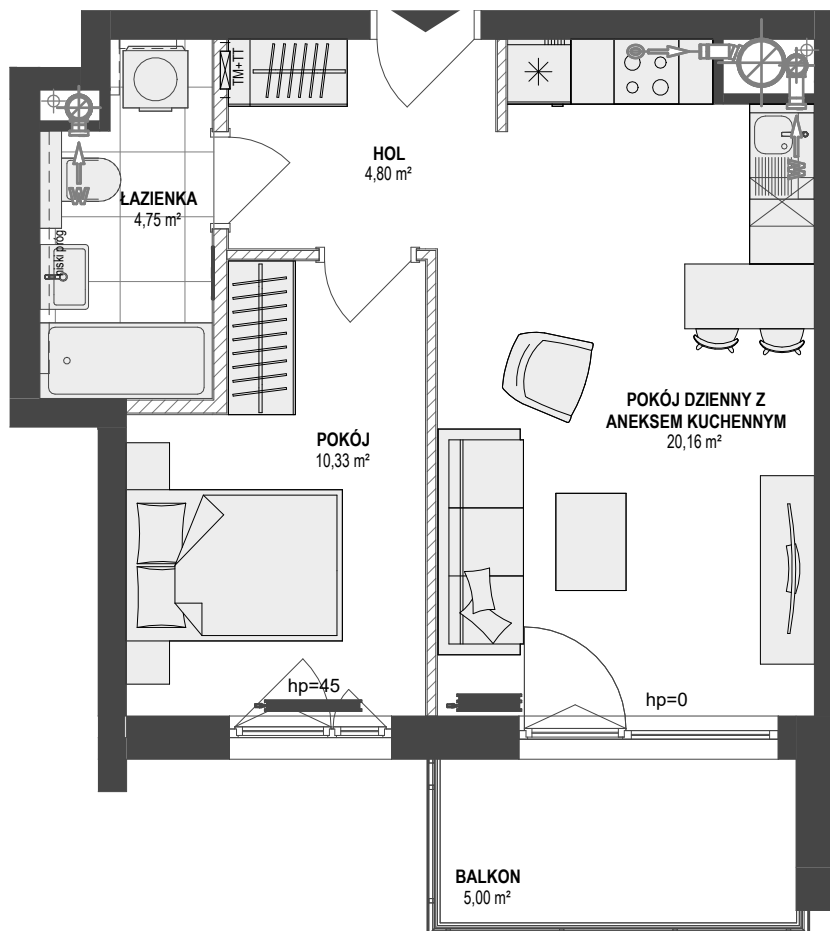 TM+TT
HOL
4,80 m²
W
W
ŁAZIENKA
4,75 m²
niski próg
POKÓJ DZIENNY Z
ANEKSEM KUCHENNYM
20,16 m²
POKÓJ
10,33 m²
hp=45
hp=0
BALKON
5,00 m²